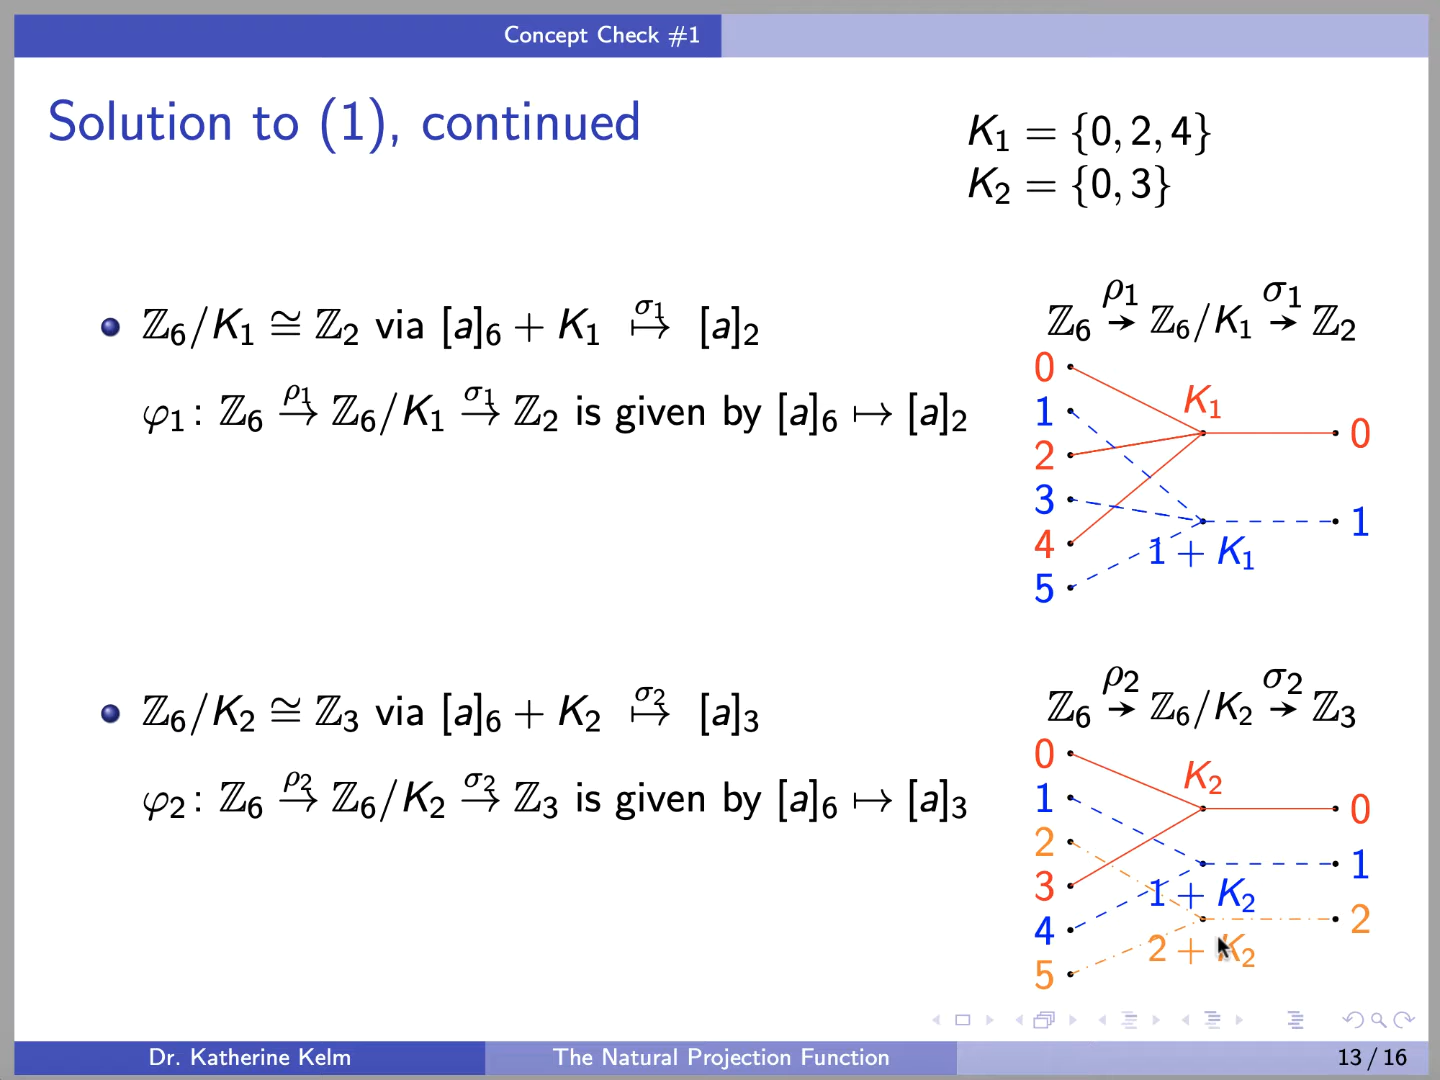 Concept Check #1
Solution to (1), continued
K₁ = {0, 2, 4}
K₂ = {0, 3}
ℤ₆/K₁ ≅ ℤ₂ via [a]₆ + K₁ σ₁ ↦ [a]₂
φ₁: ℤ₆ ρ₁ → ℤ₆/K₁ σ₁ → ℤ₂ is given by [a]₆ ↦ [a]₂
ℤ₆ ρ₁ → ℤ₆/K₁ σ₁ → ℤ₂
0
1
2
3
4
5
K₁
1 + K₁
0
1
ℤ₆/K₂ ≅ ℤ₃ via [a]₆ + K₂ σ₂ ↦ [a]₃
φ₂: ℤ₆ ρ₂ → ℤ₆/K₂ σ₂ → ℤ₃ is given by [a]₆ ↦ [a]₃
ℤ₆ ρ₂ → ℤ₆/K₂ σ₂ → ℤ₃
0
1
2
3
4
5
K₂
1 + K₂
2 + K₂
0
1
2
Dr. Katherine Kelm
The Natural Projection Function
13 / 16